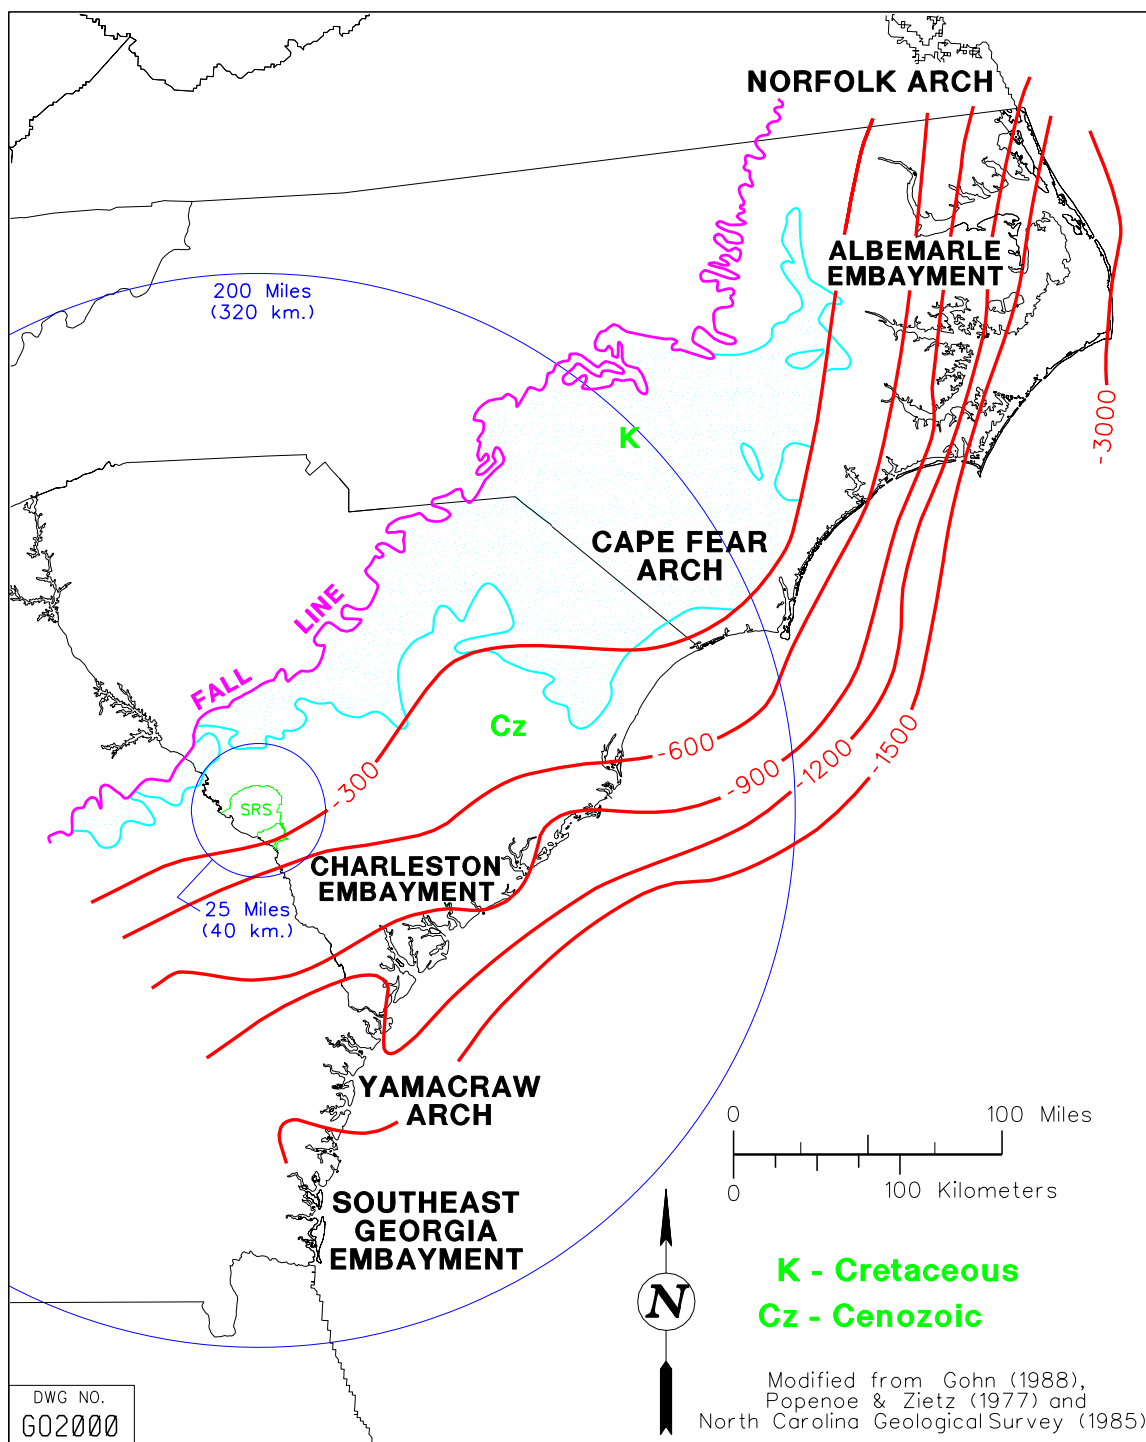 NORFOLK ARCH
ALBEMARLE
EMBAYMENT
200 Miles
(320 km.)
-3000
K
CAPE FEAR
ARCH
FALL LINE
Cz
-300
-600
-900
-1200
-1500
SRS
CHARLESTON
EMBAYMENT
25 Miles
(40 km.)
YAMACRAW
ARCH
0 100 Miles
0 100 Kilometers
SOUTHEAST
GEORGIA
EMBAYMENT
N
K - Cretaceous
Cz - Cenozoic
Modified from Gohn (1988),
Popenoe & Zietz (1977) and
North Carolina Geological Survey (1985)
DWG NO.
G02000